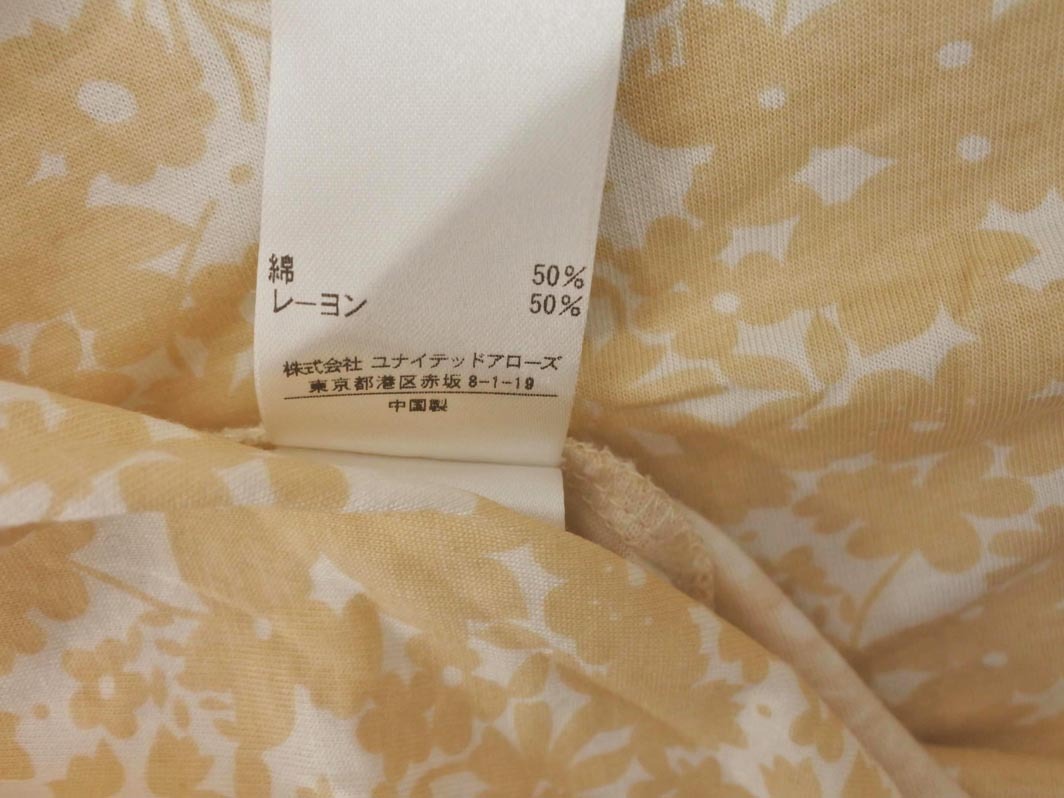 綿 50%
レーヨン 50%
株式会社 ユナイテッドアローズ
東京都港区赤坂 8-1-19
中国製